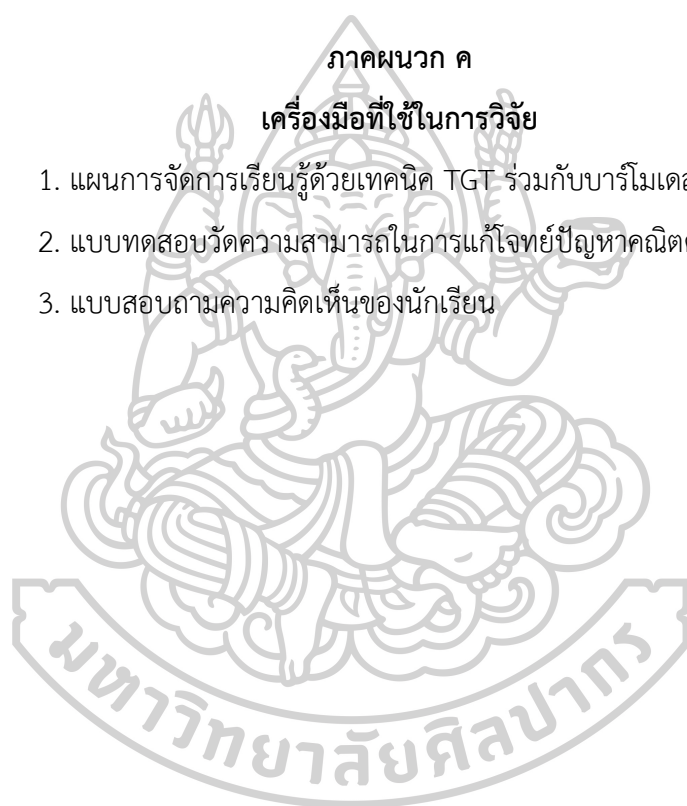 ภาคผนวก ค
เครื่องมือที่ใช้ในการวิจัย
1. แผนการจัดการเรียนรู้ด้วยเทคนิค TGT ร่วมกับบาร์โมเดล
2. แบบทดสอบวัดความสามารถในการแก้โจทย์ปัญหาคณิต
3. แบบสอบถามความคิดเห็นของนักเรียน
มหาวิทยาลัยศิลปากร